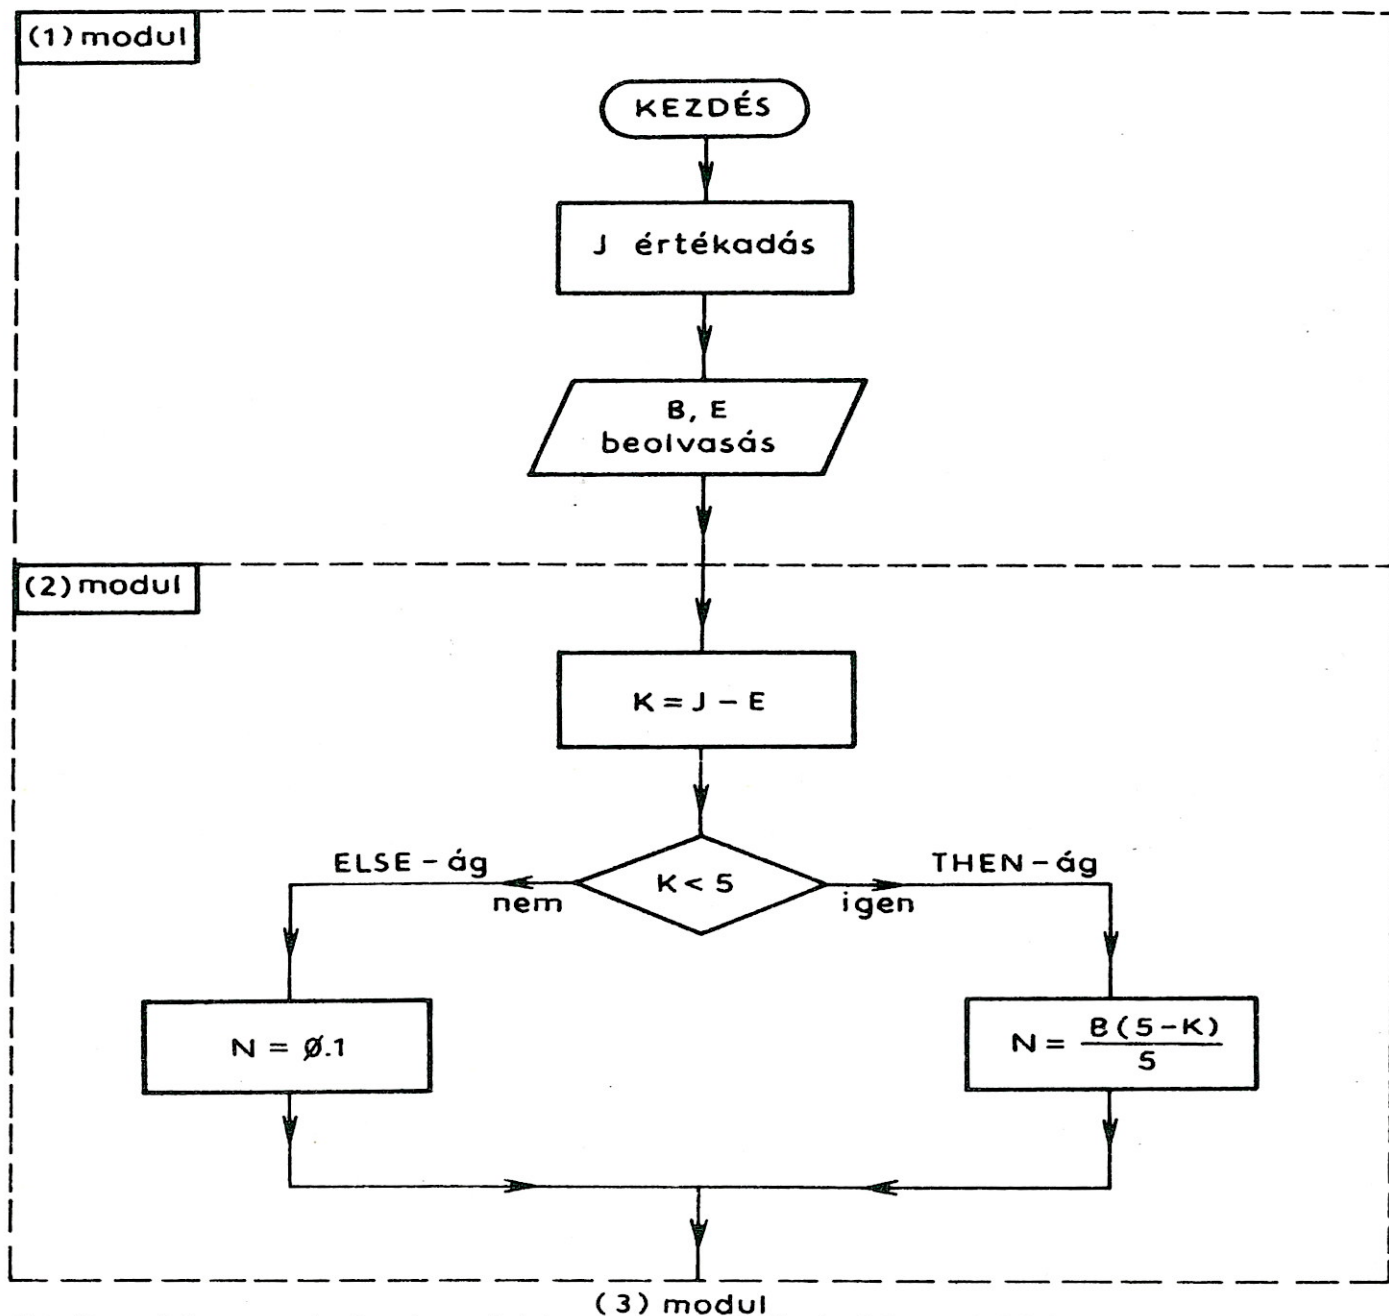 (1) modul
KEZDÉS
J értékadás
B, E
beolvasás
(2) modul
K = J - E
K < 5
ELSE - ág
nem
THEN - ág
igen
N = ∅.1
N = B(5-K)
5
(3) modul